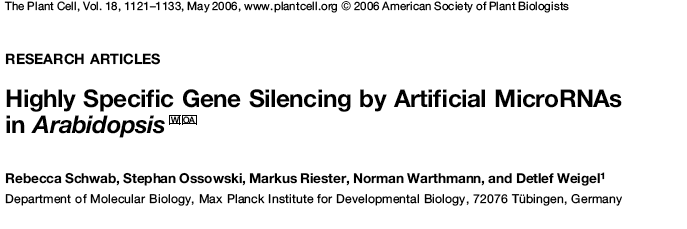 The Plant Cell, Vol. 18, 1121–1133, May 2006, www.plantcell.org © 2006 American Society of Plant Biologists
RESEARCH ARTICLES
Highly Specific Gene Silencing by Artificial MicroRNAs
in Arabidopsis W OA
Rebecca Schwab, Stephan Ossowski, Markus Riester, Norman Warthmann, and Detlef Weigel¹
Department of Molecular Biology, Max Planck Institute for Developmental Biology, 72076 Tübingen, Germany